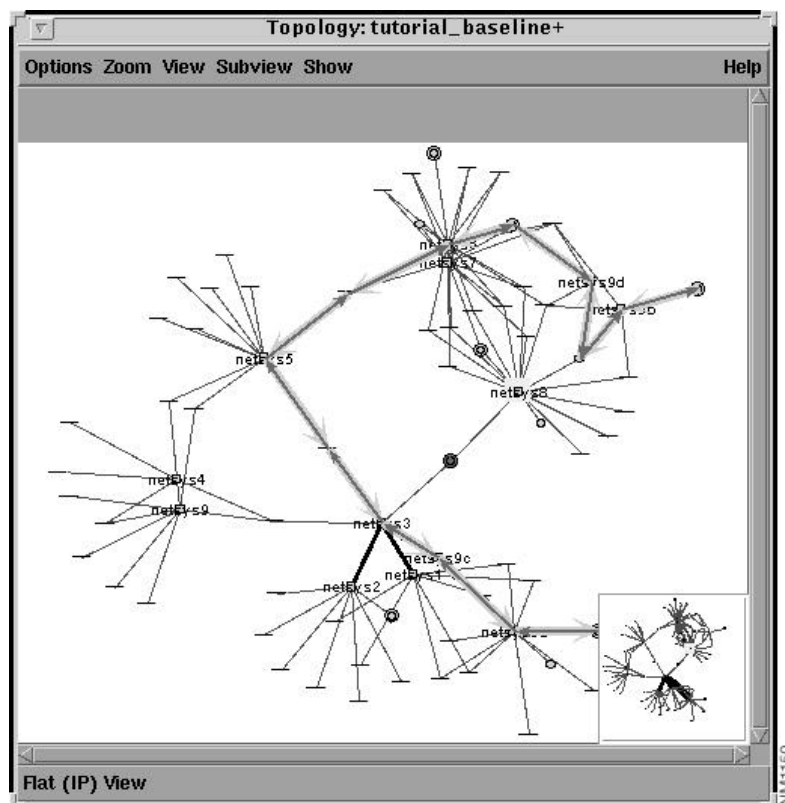 Topology: tutorial_baseline+
Options Zoom View Subview Show Help
netsys7
netsys9d
netsys5
netsys8
netsys4
netsys9
netsys3
netsys9c
netsys1
netsys2
Flat (IP) View